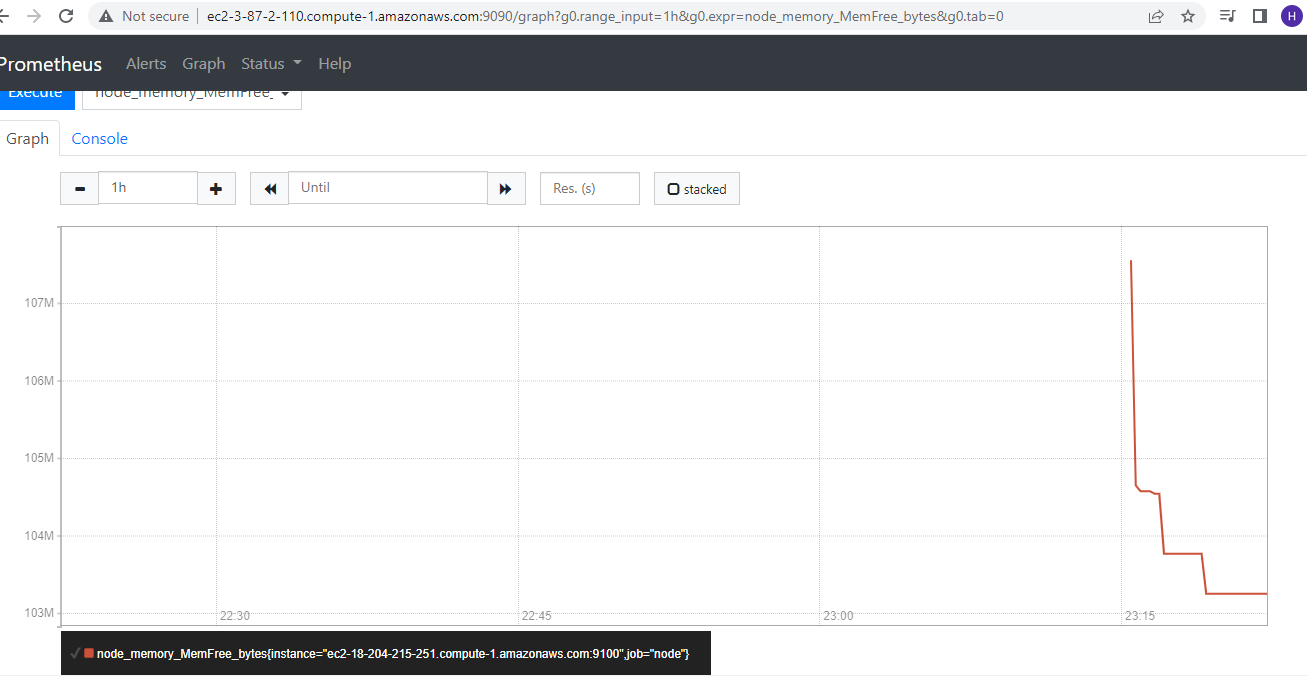 Not secure ec2-3-87-2-110.compute-1.amazonaws.com:9090/graph?g0.range_input=1h&g0.expr=node_memory_MemFree_bytes&g0.tab=0 H
Prometheus Alerts Graph Status Help
Execute node_memory_MemFree_
Graph Console
1h Until Res. (s) stacked
107M
106M
105M
104M
103M
22:30 22:45 23:00 23:15
node_memory_MemFree_bytes{instance="ec2-18-204-215-251.compute-1.amazonaws.com:9100",job="node"}